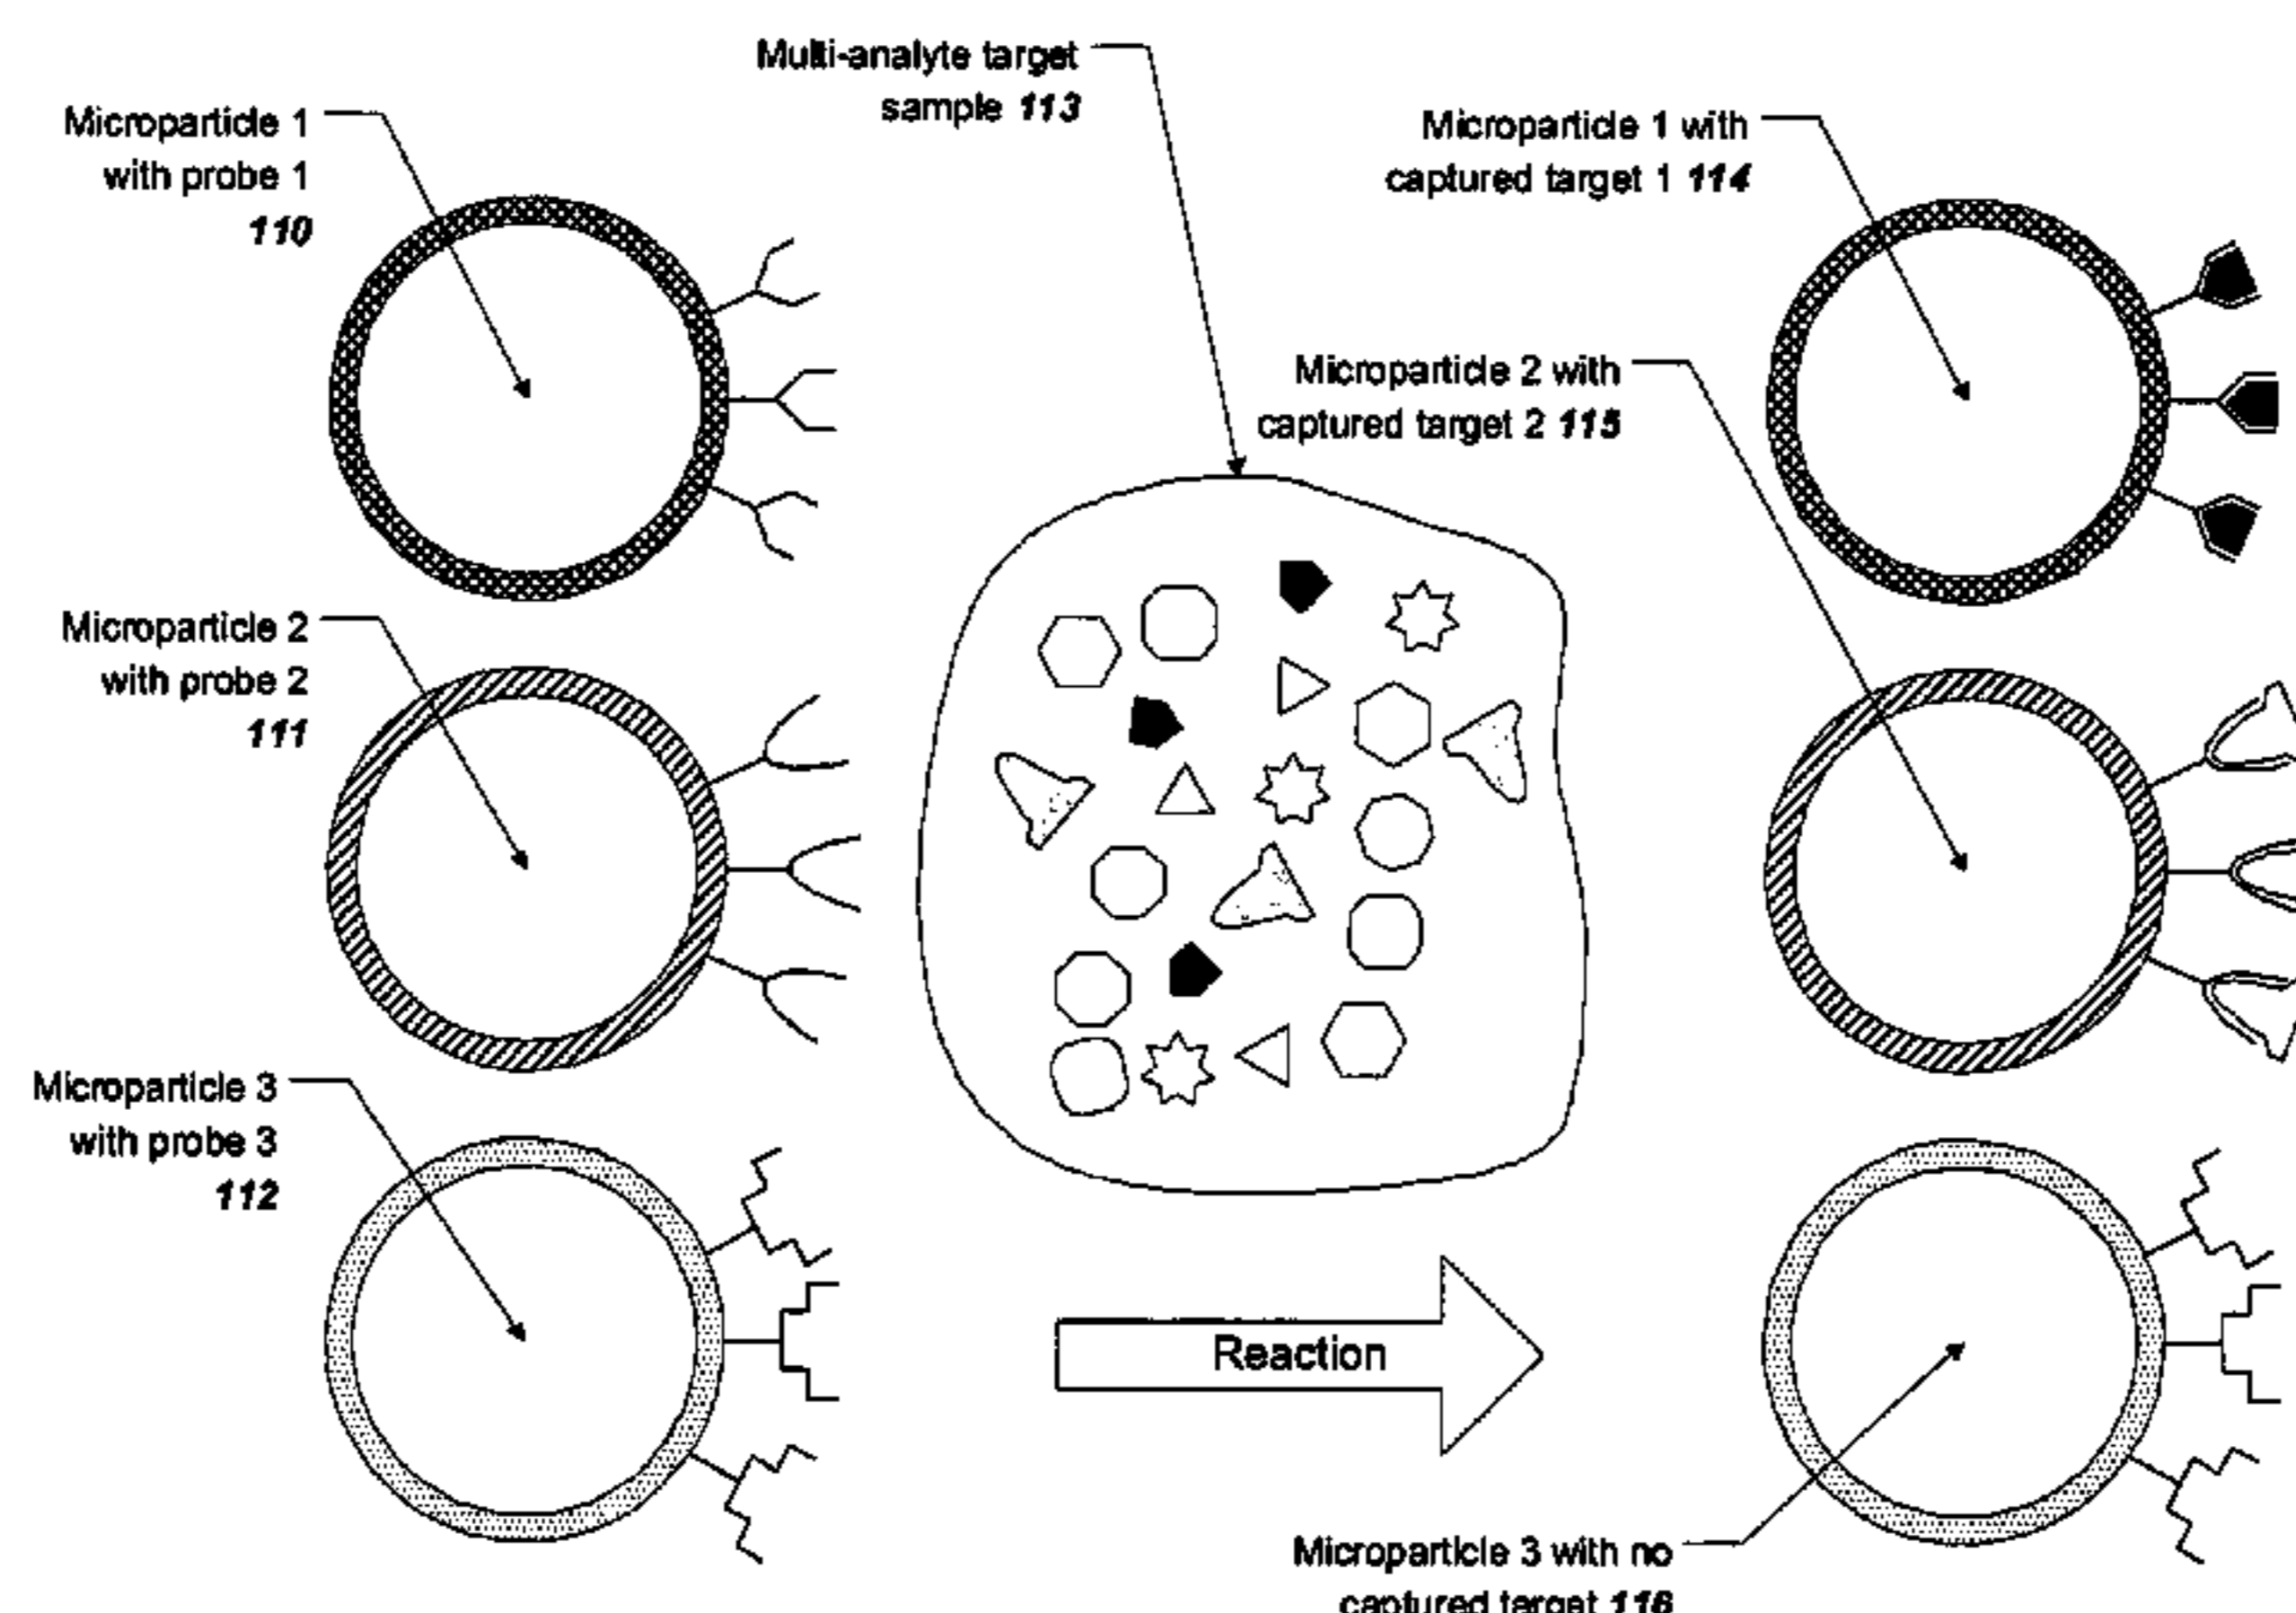 Multi-analyte target
sample 113
Microparticle 1
with probe 1
110
Microparticle 1 with
captured target 1 114
Microparticle 2 with
captured target 2 115
Microparticle 2
with probe 2
111
Microparticle 3
with probe 3
112
Reaction
Microparticle 3 with no
captured target 116